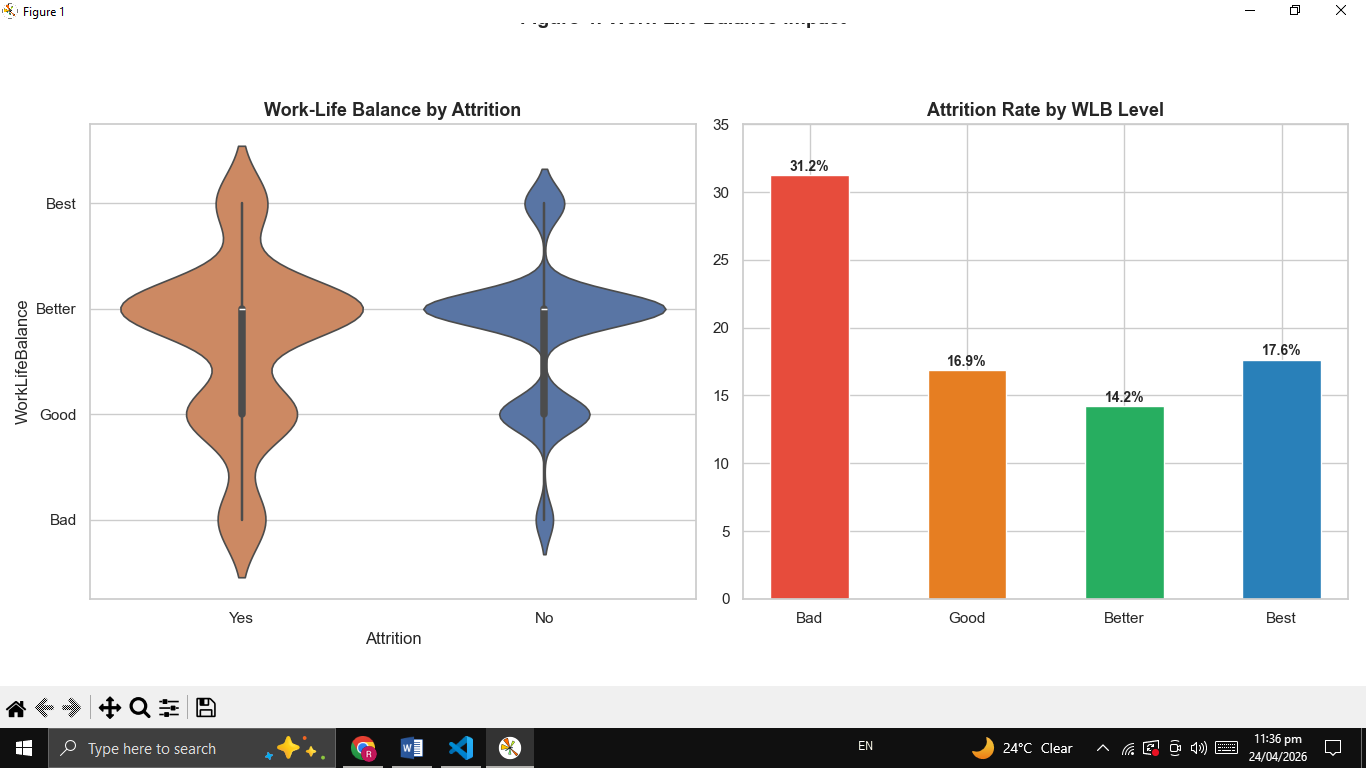 Figure 1
Work-Life Balance by Attrition
WorkLifeBalance
Best
Better
Good
Bad
Yes
No
Attrition
Attrition Rate by WLB Level
35
30
25
20
15
10
5
0
31.2%
16.9%
14.2%
17.6%
Bad
Good
Better
Best
Type here to search
R
W
EN
24°C Clear
11:36 pm
24/04/2026